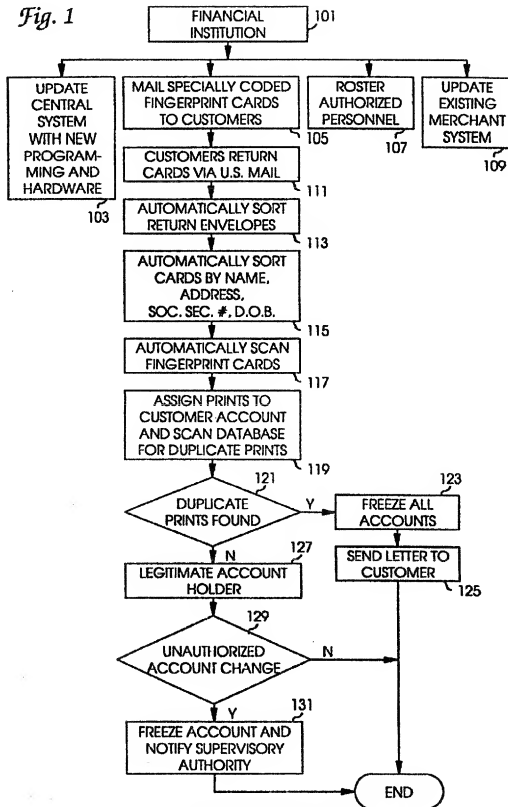 Fig. 1
FINANCIAL
INSTITUTION
101
UPDATE
CENTRAL
SYSTEM
WITH NEW
PROGRAM-
MING AND
HARDWARE
103
MAIL SPECIALLY CODED
FINGERPRINT CARDS
TO CUSTOMERS
105
ROSTER
AUTHORIZED
PERSONNEL
107
UPDATE
EXISTING
MERCHANT
SYSTEM
109
CUSTOMERS RETURN
CARDS VIA U.S. MAIL
111
AUTOMATICALLY SORT
RETURN ENVELOPES
113
AUTOMATICALLY SORT
CARDS BY NAME,
ADDRESS,
SOC. SEC. #, D.O.B.
115
AUTOMATICALLY SCAN
FINGERPRINT CARDS
117
ASSIGN PRINTS TO
CUSTOMER ACCOUNT
AND SCAN DATABASE
FOR DUPLICATE PRINTS
119
121
DUPLICATE
PRINTS FOUND
Y
123
FREEZE ALL
ACCOUNTS
SEND LETTER TO
CUSTOMER
125
N
127
LEGITIMATE ACCOUNT
HOLDER
129
UNAUTHORIZED
ACCOUNT CHANGE
N
Y
131
FREEZE ACCOUNT AND
NOTIFY SUPERVISORY
AUTHORITY
END